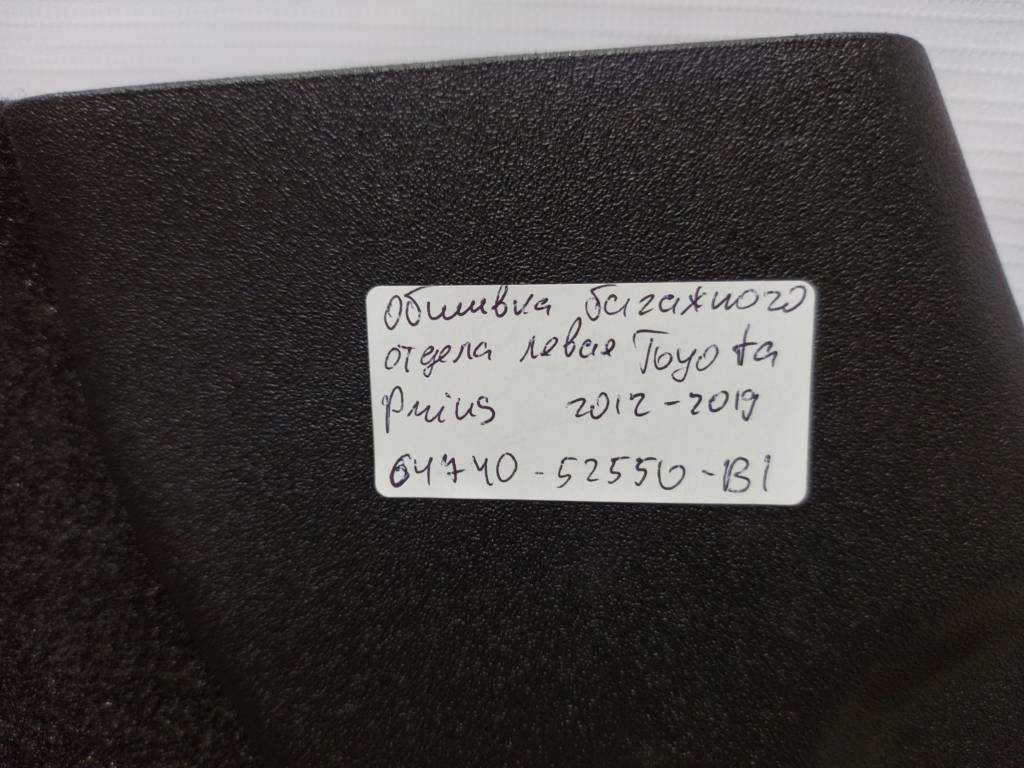 Обшивка багажного
отдела левая Toyota
Prius 2012-2019
64740-52550-B1